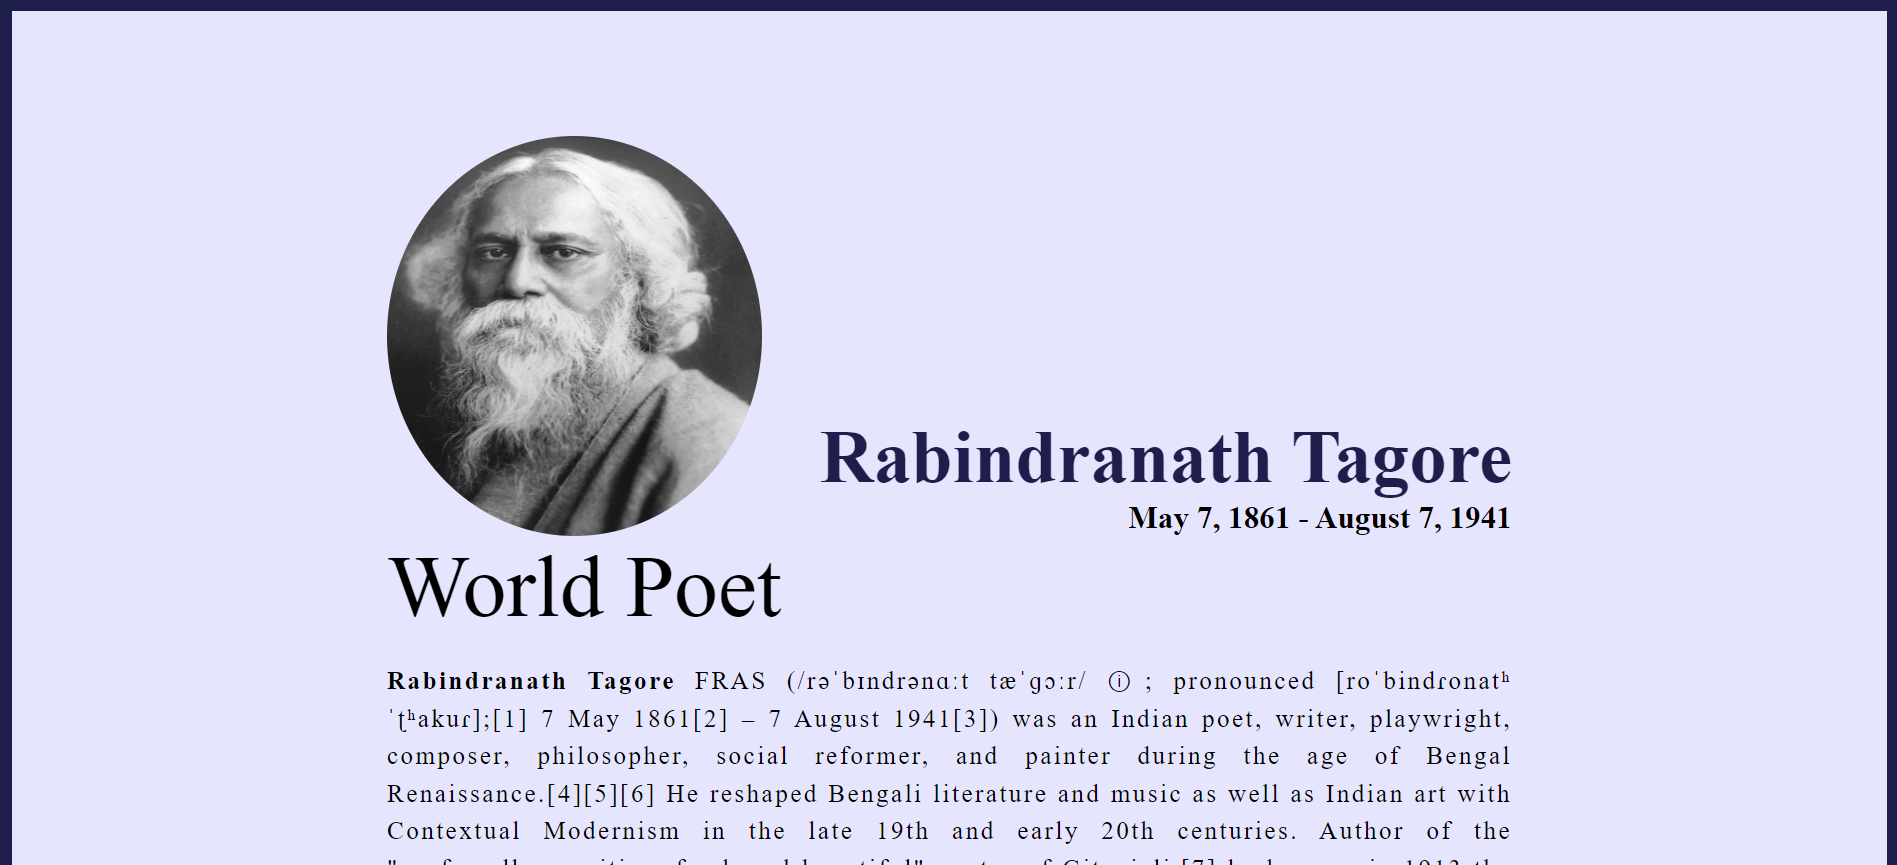 Rabindranath Tagore
May 7, 1861 - August 7, 1941
World Poet
Rabindranath Tagore FRAS (/rəˈbɪndrənɑːt tæˈɡɔːr/ ⓘ ; pronounced [roˈbindɾonatʰ
ˈʈʰakuɾ];[1] 7 May 1861[2] – 7 August 1941[3]) was an Indian poet, writer, playwright,
composer, philosopher, social reformer, and painter during the age of Bengal
Renaissance.[4][5][6] He reshaped Bengali literature and music as well as Indian art with
Contextual Modernism in the late 19th and early 20th centuries. Author of the